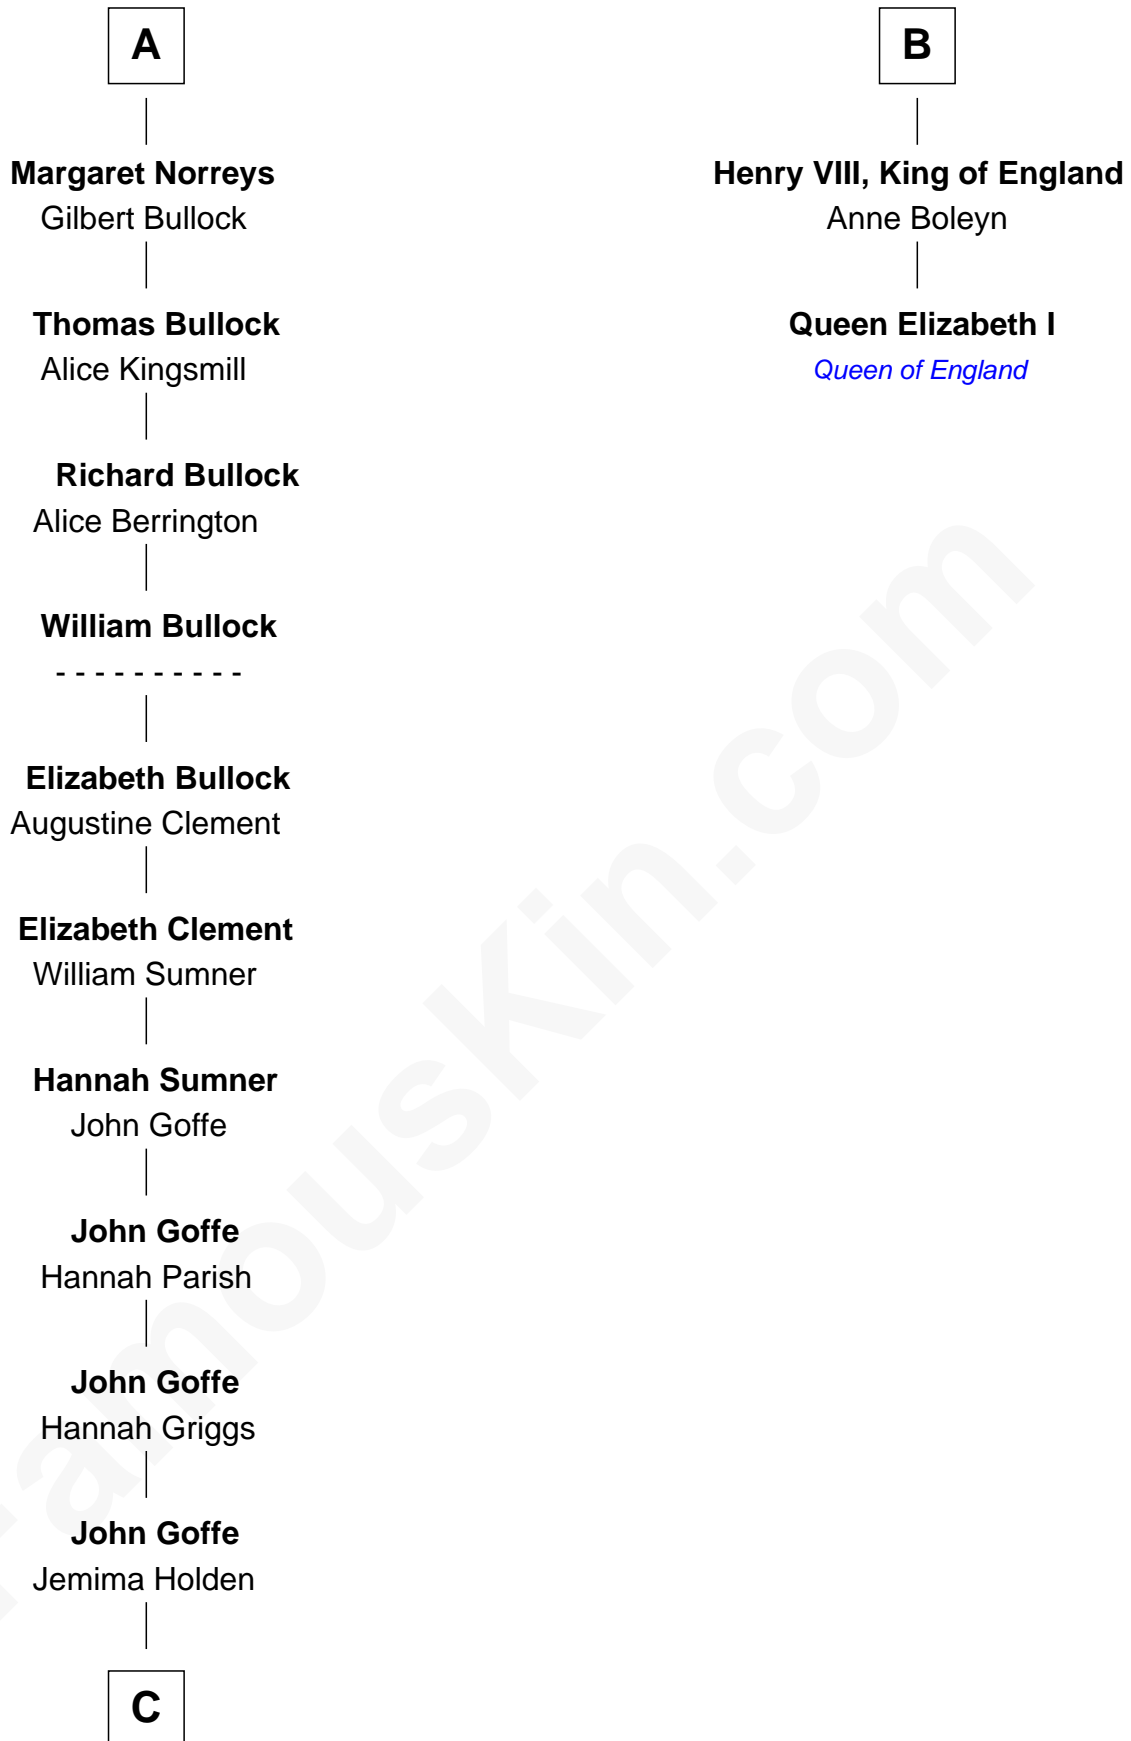 A
Margaret Norreys
Gilbert Bullock
Thomas Bullock
Alice Kingsmill
Richard Bullock
Alice Berrington
William Bullock
- - - - - - - - - -
Elizabeth Bullock
Augustine Clement
Elizabeth Clement
William Sumner
Hannah Sumner
John Goffe
John Goffe
Hannah Parish
John Goffe
Hannah Griggs
John Goffe
Jemima Holden
C
B
Henry VIII, King of England
Anne Boleyn
Queen Elizabeth I
Queen of England
FamousKin.com